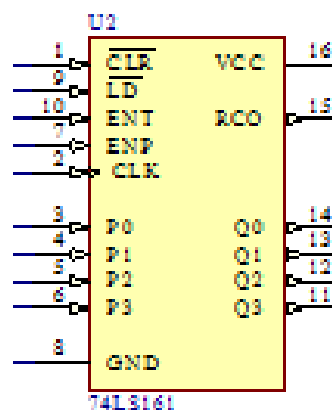 U2
1 CLR VCC 16
9 LD
10 ENT RCO 15
7 ENP
2 CLK
3 P0 Q0 14
4 P1 Q1 13
5 P2 Q2 12
6 P3 Q3 11
8 GND
74LS161